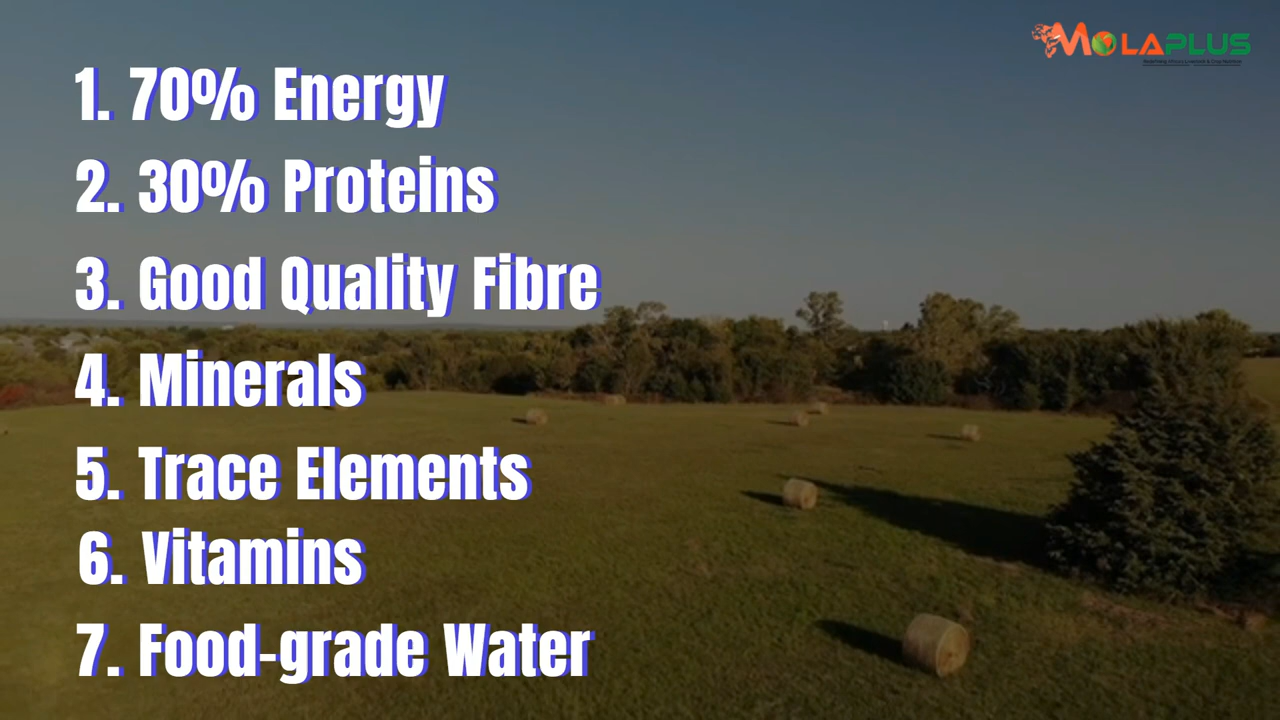 MOLAPLUS
1. 70% Energy
2. 30% Proteins
3. Good Quality Fibre
4. Minerals
5. Trace Elements
6. Vitamins
7. Food-grade Water